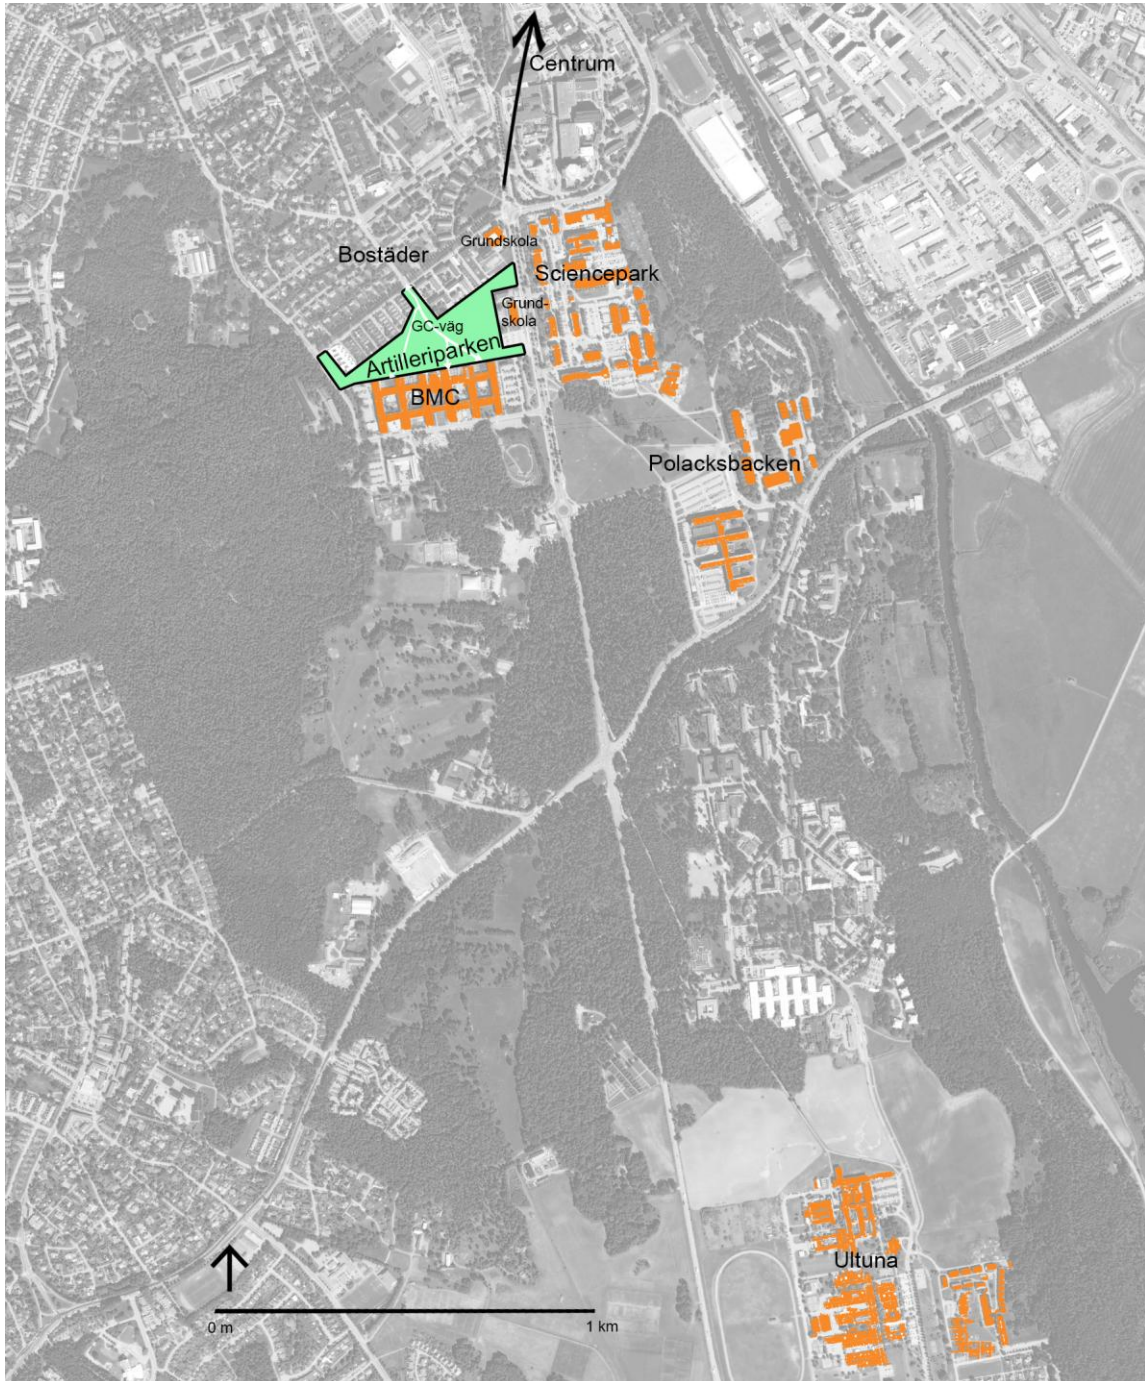 Centrum
Grundskola
Bostäder
Sciencepark
Grund-
skola
GC-väg
Artilleriparken
BMC
Polacksbacken
Ultuna
0 m
1 km